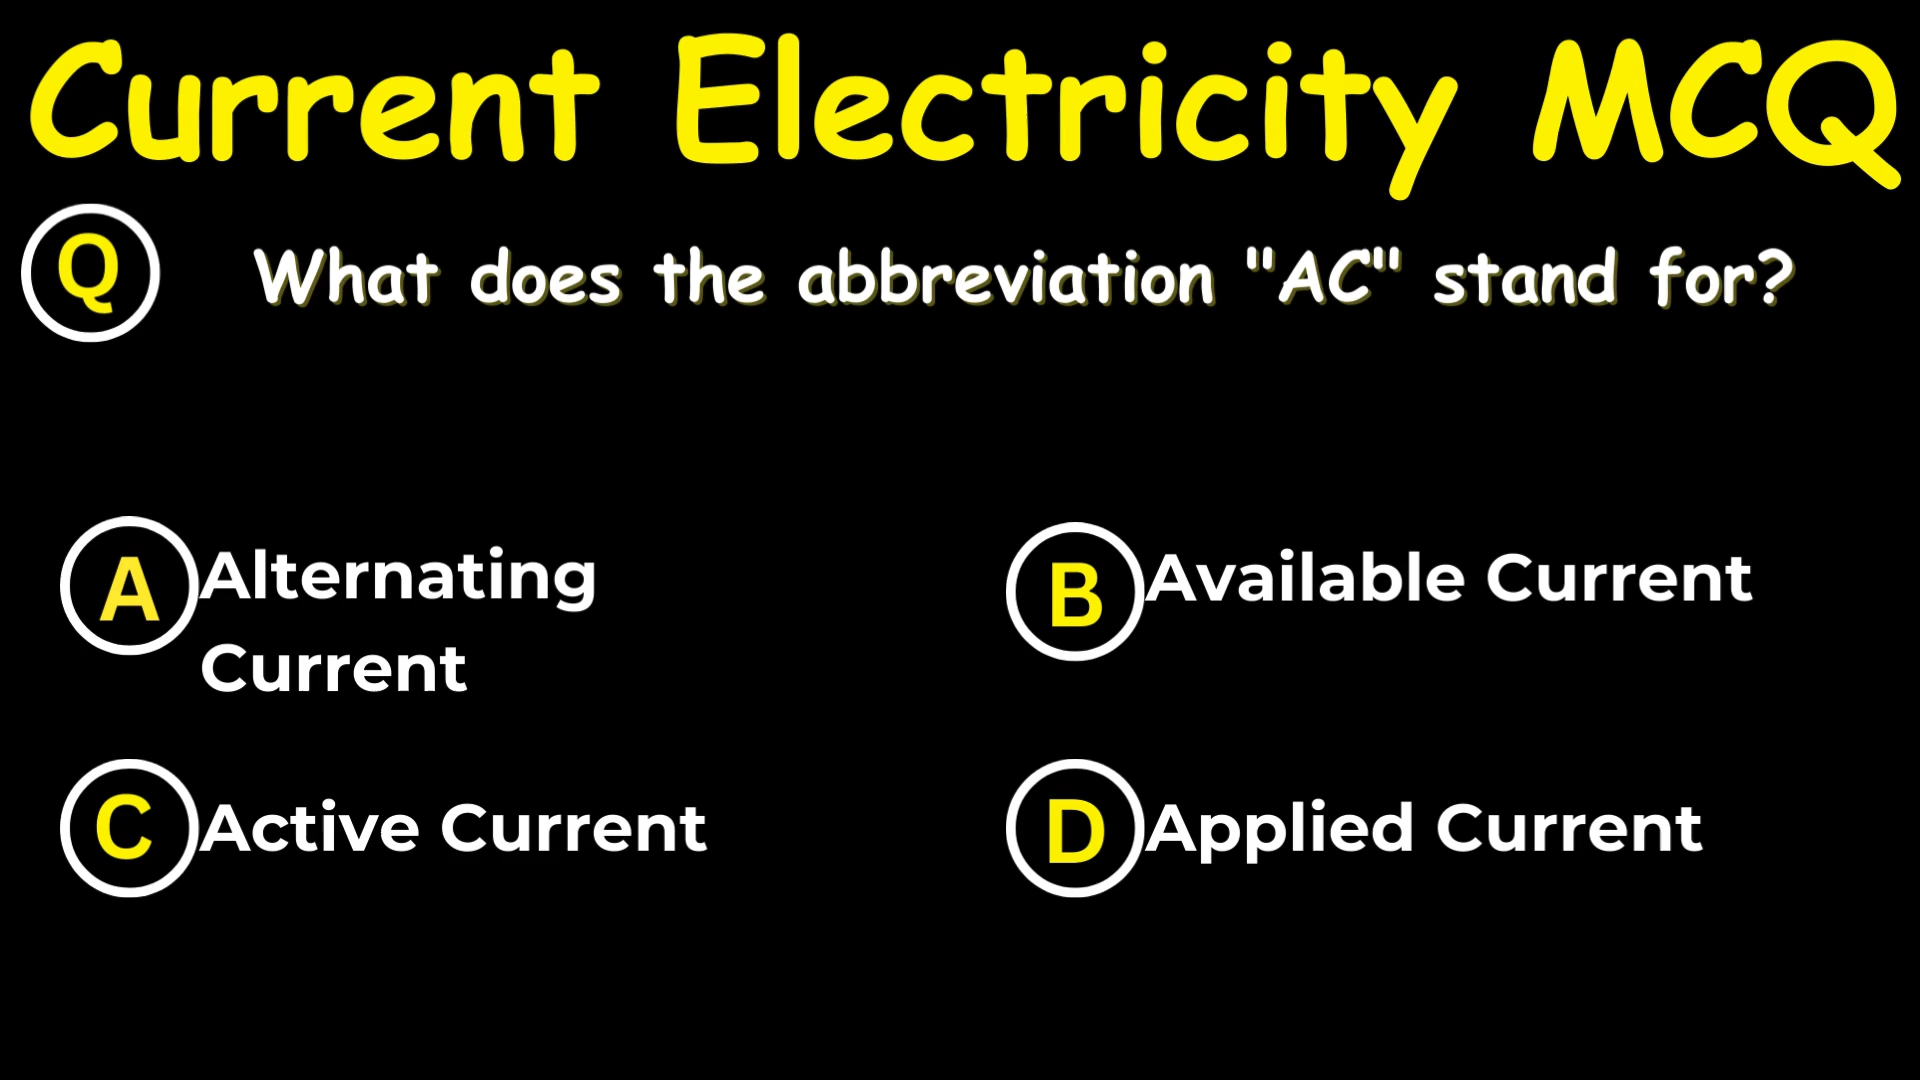 Current Electricity MCQ
Q What does the abbreviation "AC" stand for?
A Alternating
Current
B Available Current
C Active Current
D Applied Current